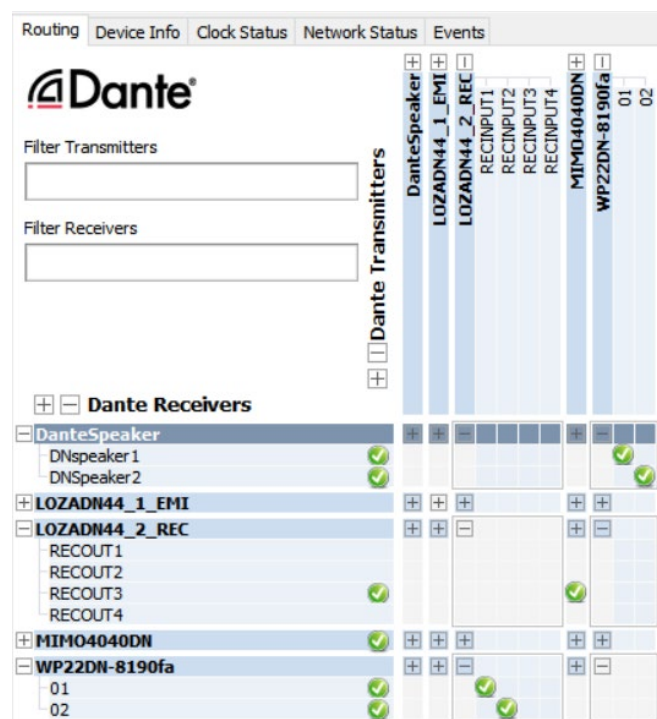 Routing Device Info Clock Status Network Status Events
Dante®
Filter Transmitters
Filter Receivers
Dante Transmitters
DanteSpeaker
LOZADN44_1_EMI
LOZADN44_2_REC
RECINPUT1
RECINPUT2
RECINPUT3
RECINPUT4
MIMO4040DN
WP22DN-8190fa
01
02
Dante Receivers
DanteSpeaker
DNspeaker1
DNSpeaker2
LOZADN44_1_EMI
LOZADN44_2_REC
RECOUT1
RECOUT2
RECOUT3
RECOUT4
MIMO4040DN
WP22DN-8190fa
01
02